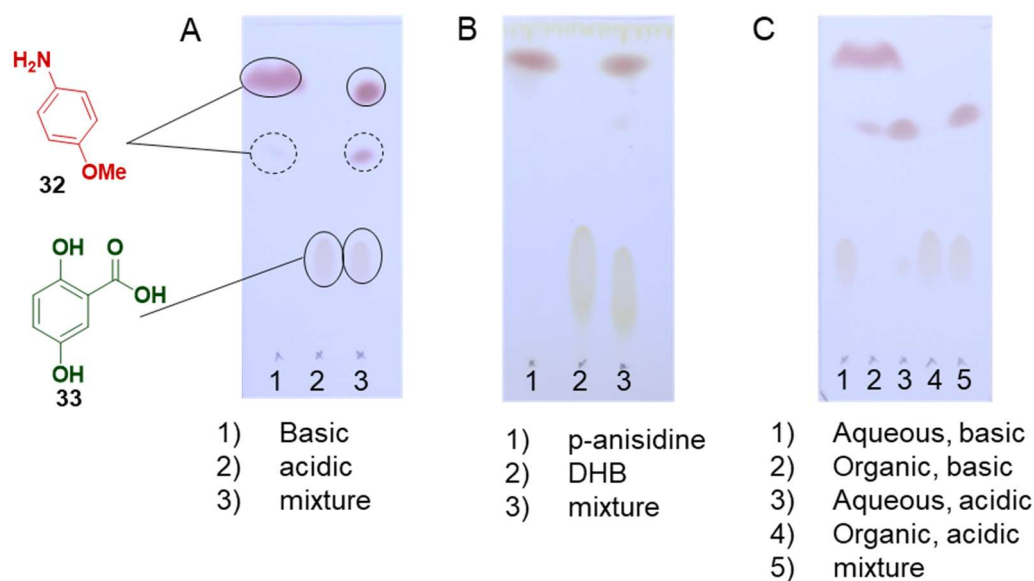 A
H₂N
OMe
32
OH
O
OH
OH
33
1 2 3
1) Basic
2) acidic
3) mixture
B
1 2 3
1) p-anisidine
2) DHB
3) mixture
C
1 2 3 4 5
1) Aqueous, basic
2) Organic, basic
3) Aqueous, acidic
4) Organic, acidic
5) mixture